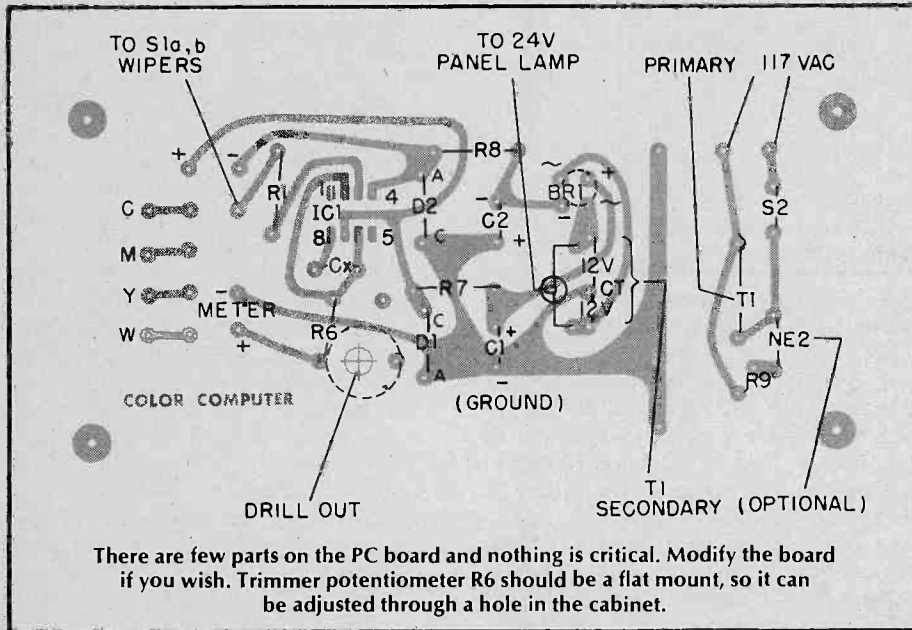 TO S1a,b
WIPERS
TO 24V
PANEL LAMP
PRIMARY
117 VAC
+
-
R8
~
BR1
+
~
-
A
R1
4
IC1
D2
C2
-
S2
C
8
5
C
+
M
-Cx-
12V
CT
12V
R7
Y
-
METER
T1
W
+
R6
C
D1
C1
+
NE2
A
-
R9
COLOR COMPUTER
(GROUND)
DRILL OUT
T1
SECONDARY
(OPTIONAL)
There are few parts on the PC board and nothing is critical. Modify the board
if you wish. Trimmer potentiometer R6 should be a flat mount, so it can
be adjusted through a hole in the cabinet.